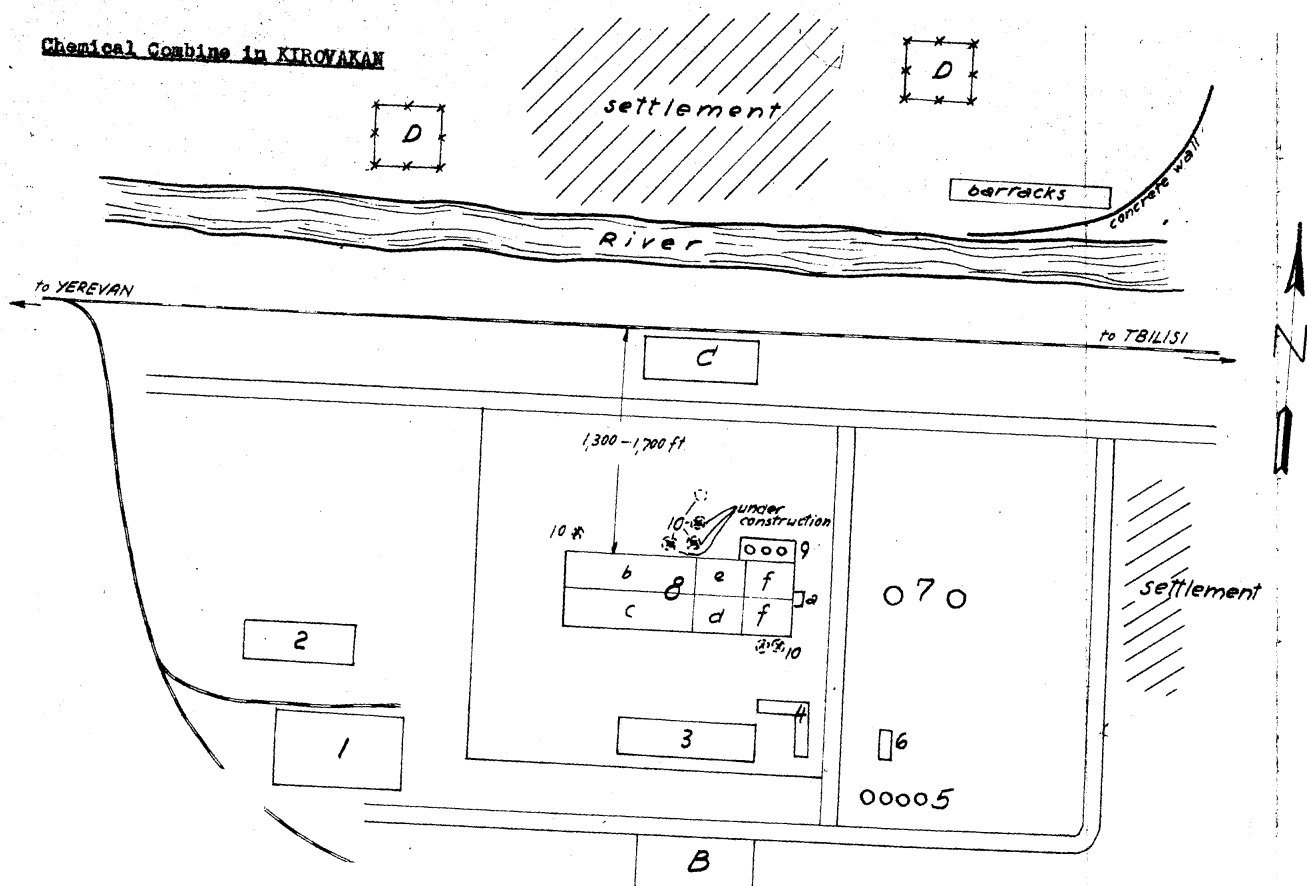 Chemical Combine in KIROVAKAN
D
settlement
D
barracks
concrete wall
River
to YEREVAN
to TBILISI
N
C
1,300-1,700 ft
under
construction
10
10
9
b
8
e
f
a
c
d
f
10
7
settlement
2
1
3
4
6
5
B